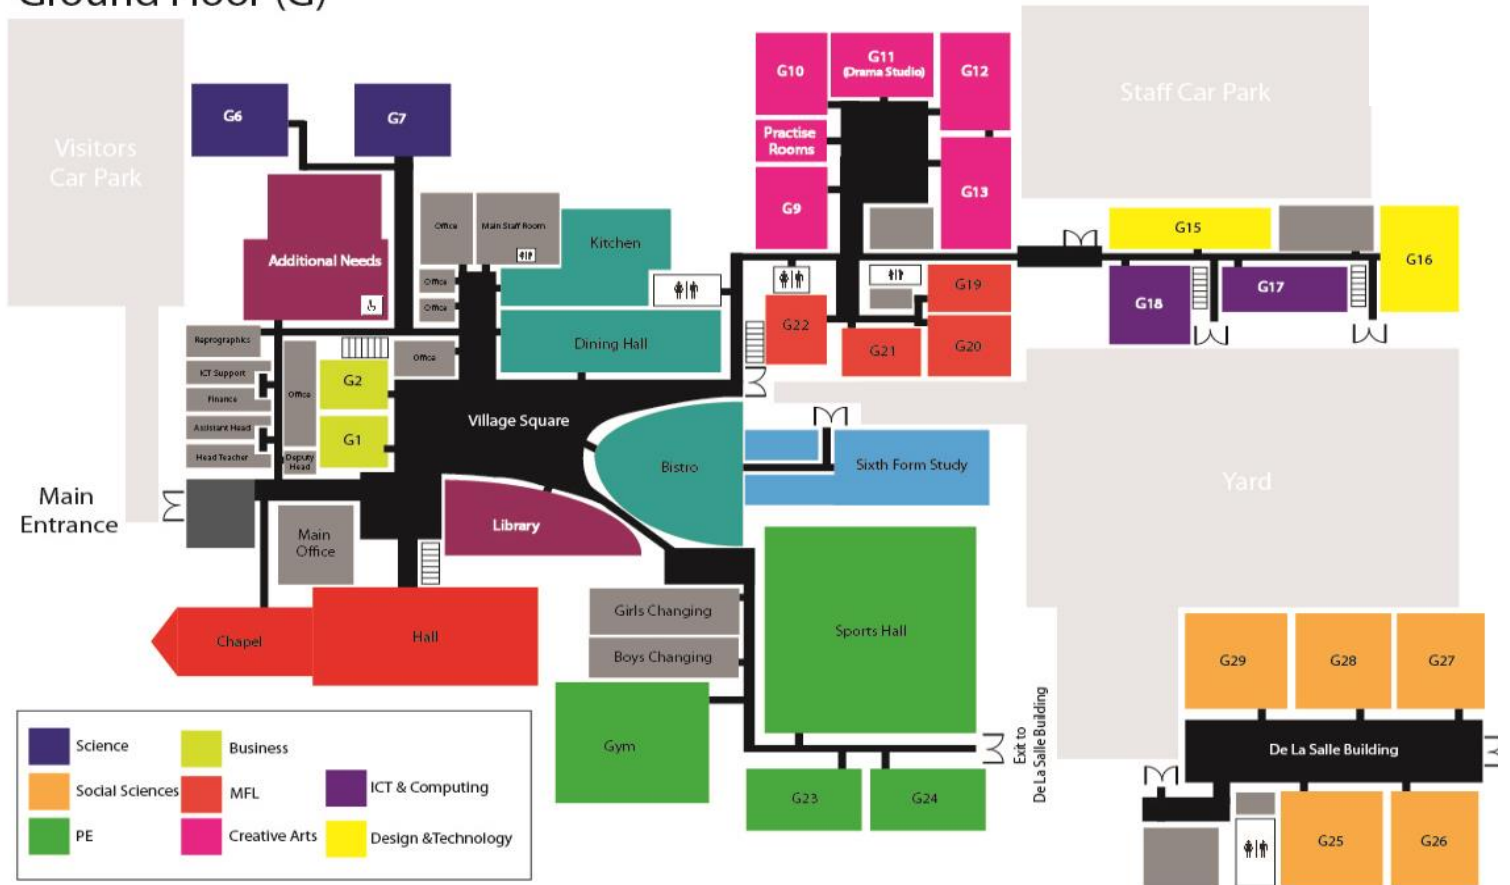 Ground Floor (G)
Visitors
Car Park
G6
G7
Additional Needs
Office
Main Staff Room
Kitchen
Office
Office
Dining Hall
Office
Reprographics
ICT Support
Finance
Assistant Head
Head Teacher
Office
Deputy
Head
G2
G1
Village Square
Main
Entrance
Main
Office
Library
Bistro
Chapel
Hall
G10
G11
(Drama Studio)
G12
Practise
Rooms
G9
G13
Staff Car Park
G15
G16
G17
G18
G19
G20
G21
G22
Sixth Form Study
Yard
Girls Changing
Boys Changing
Sports Hall
Gym
G23
G24
Exit to
De La Salle Building
G29
G28
G27
De La Salle Building
G25
G26
Science
Social Sciences
PE
Business
MFL
Creative Arts
ICT & Computing
Design &Technology